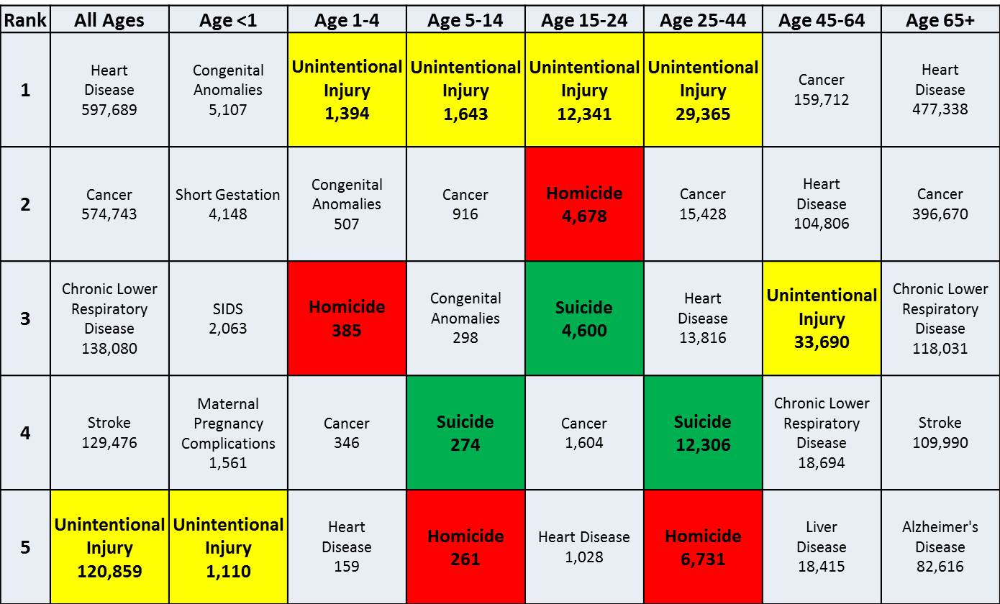 Rank All Ages Age <1 Age 1-4 Age 5-14 Age 15-24 Age 25-44 Age 45-64 Age 65+
1
Heart
Disease
597,689
Congenital
Anomalies
5,107
Unintentional
Injury
1,394
Unintentional
Injury
1,643
Unintentional
Injury
12,341
Unintentional
Injury
29,365
Cancer
159,712
Heart
Disease
477,338
2
Cancer
574,743
Short Gestation
4,148
Congenital
Anomalies
507
Cancer
916
Homicide
4,678
Cancer
15,428
Heart
Disease
104,806
Cancer
396,670
3
Chronic Lower
Respiratory
Disease
138,080
SIDS
2,063
Homicide
385
Congenital
Anomalies
298
Suicide
4,600
Heart
Disease
13,816
Unintentional
Injury
33,690
Chronic Lower
Respiratory
Disease
118,031
4
Stroke
129,476
Maternal
Pregnancy
Complications
1,561
Cancer
346
Suicide
274
Cancer
1,604
Suicide
12,306
Chronic Lower
Respiratory
Disease
18,694
Stroke
109,990
5
Unintentional
Injury
120,859
Unintentional
Injury
1,110
Heart
Disease
159
Homicide
261
Heart Disease
1,028
Homicide
6,731
Liver
Disease
18,415
Alzheimer's
Disease
82,616